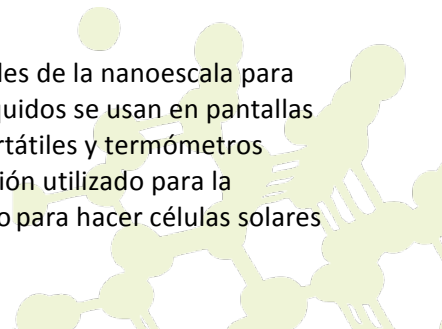 les de la nanoescala para
quidos se usan en pantallas
rtátiles y termómetros
ión utilizado para la
o para hacer células solares